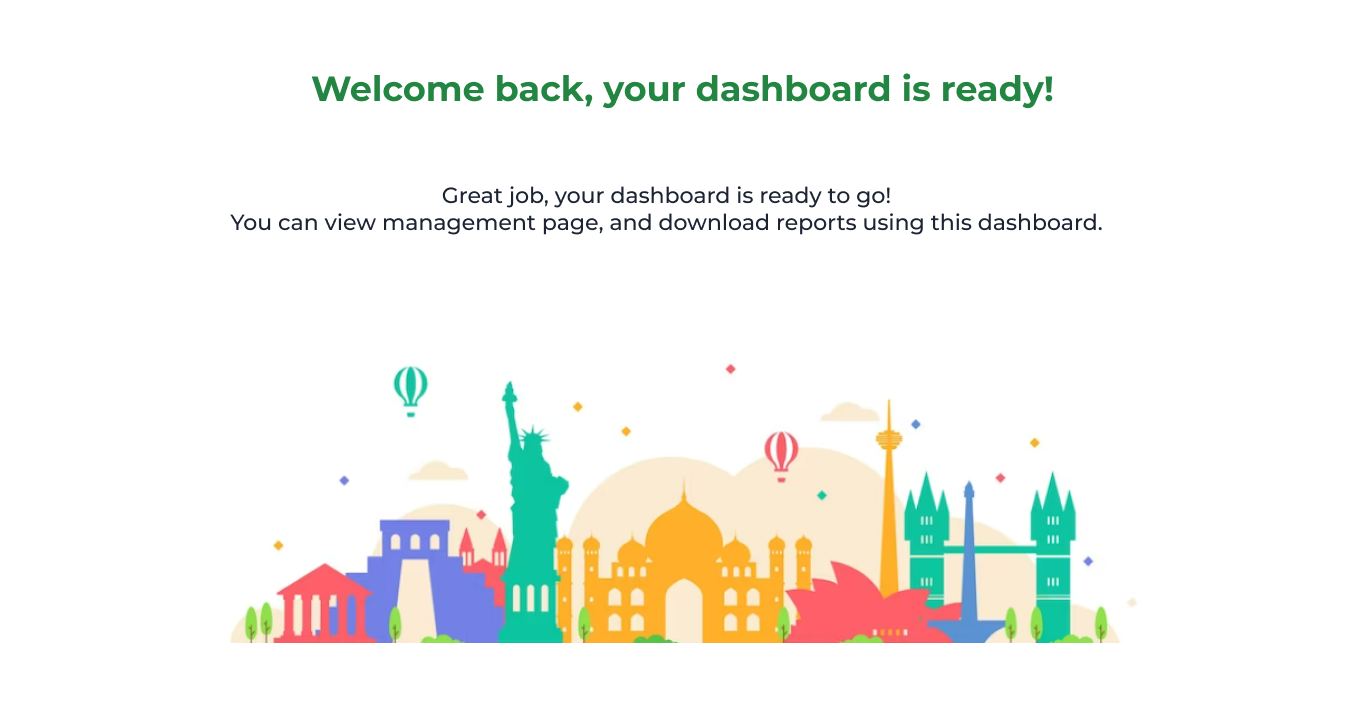 Welcome back, your dashboard is ready!
Great job, your dashboard is ready to go!
You can view management page, and download reports using this dashboard.